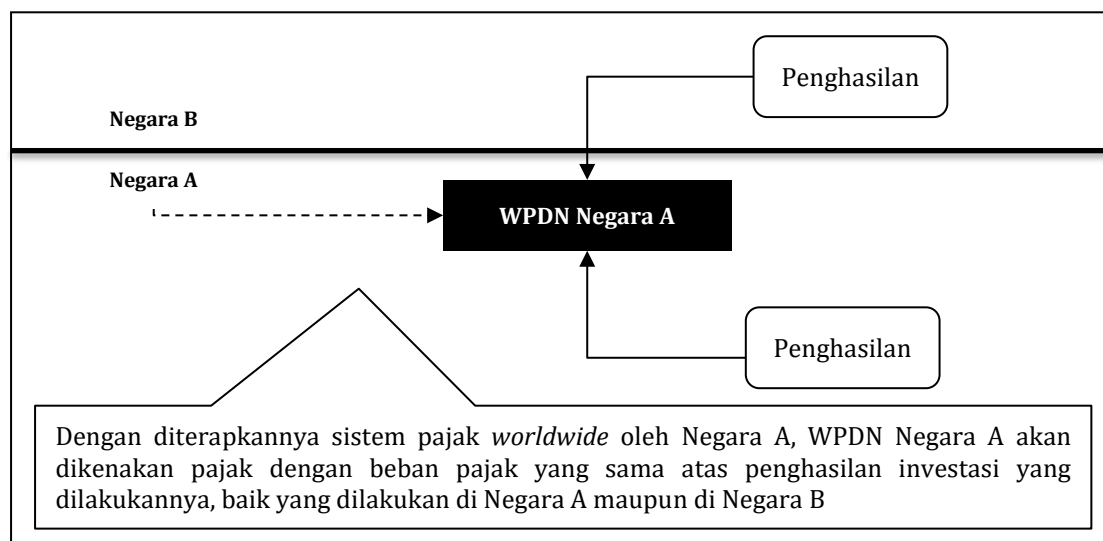 Penghasilan
Negara B
Negara A
WPDN Negara A
Penghasilan
Dengan diterapkannya sistem pajak worldwide oleh Negara A, WPDN Negara A akan
dikenakan pajak dengan beban pajak yang sama atas penghasilan investasi yang
dilakukannya, baik yang dilakukan di Negara A maupun di Negara B